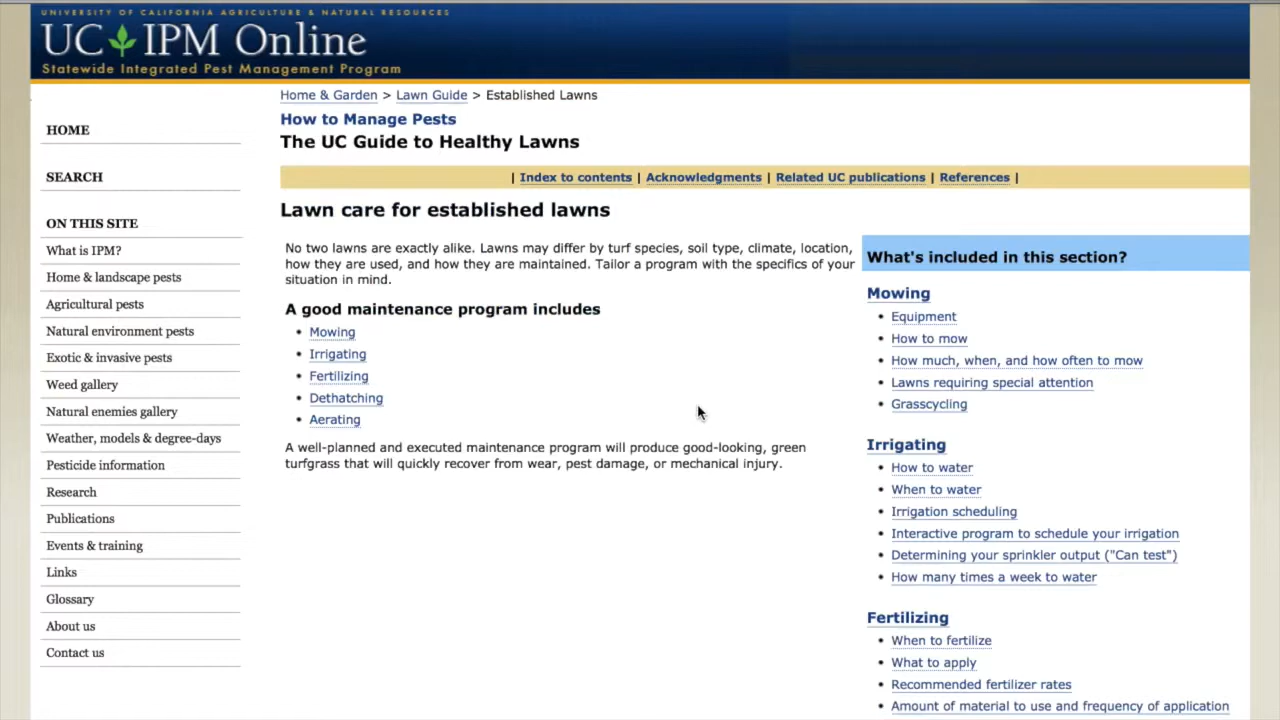 UNIVERSITY OF CALIFORNIA AGRICULTURE & NATURAL RESOURCES
UC IPM Online
Statewide Integrated Pest Management Program
HOME
SEARCH
ON THIS SITE
What is IPM?
Home & landscape pests
Agricultural pests
Natural environment pests
Exotic & invasive pests
Weed gallery
Natural enemies gallery
Weather, models & degree-days
Pesticide information
Research
Publications
Events & training
Links
Glossary
About us
Contact us
Home & Garden > Lawn Guide > Established Lawns
How to Manage Pests
The UC Guide to Healthy Lawns
| Index to contents | Acknowledgments | Related UC publications | References |
Lawn care for established lawns
No two lawns are exactly alike. Lawns may differ by turf species, soil type, climate, location,
how they are used, and how they are maintained. Tailor a program with the specifics of your
situation in mind.
A good maintenance program includes
• Mowing
• Irrigating
• Fertilizing
• Dethatching
• Aerating
A well-planned and executed maintenance program will produce good-looking, green
turfgrass that will quickly recover from wear, pest damage, or mechanical injury.
What's included in this section?
Mowing
• Equipment
• How to mow
• How much, when, and how often to mow
• Lawns requiring special attention
• Grasscycling
Irrigating
• How to water
• When to water
• Irrigation scheduling
• Interactive program to schedule your irrigation
• Determining your sprinkler output ("Can test")
• How many times a week to water
Fertilizing
• When to fertilize
• What to apply
• Recommended fertilizer rates
• Amount of material to use and frequency of application